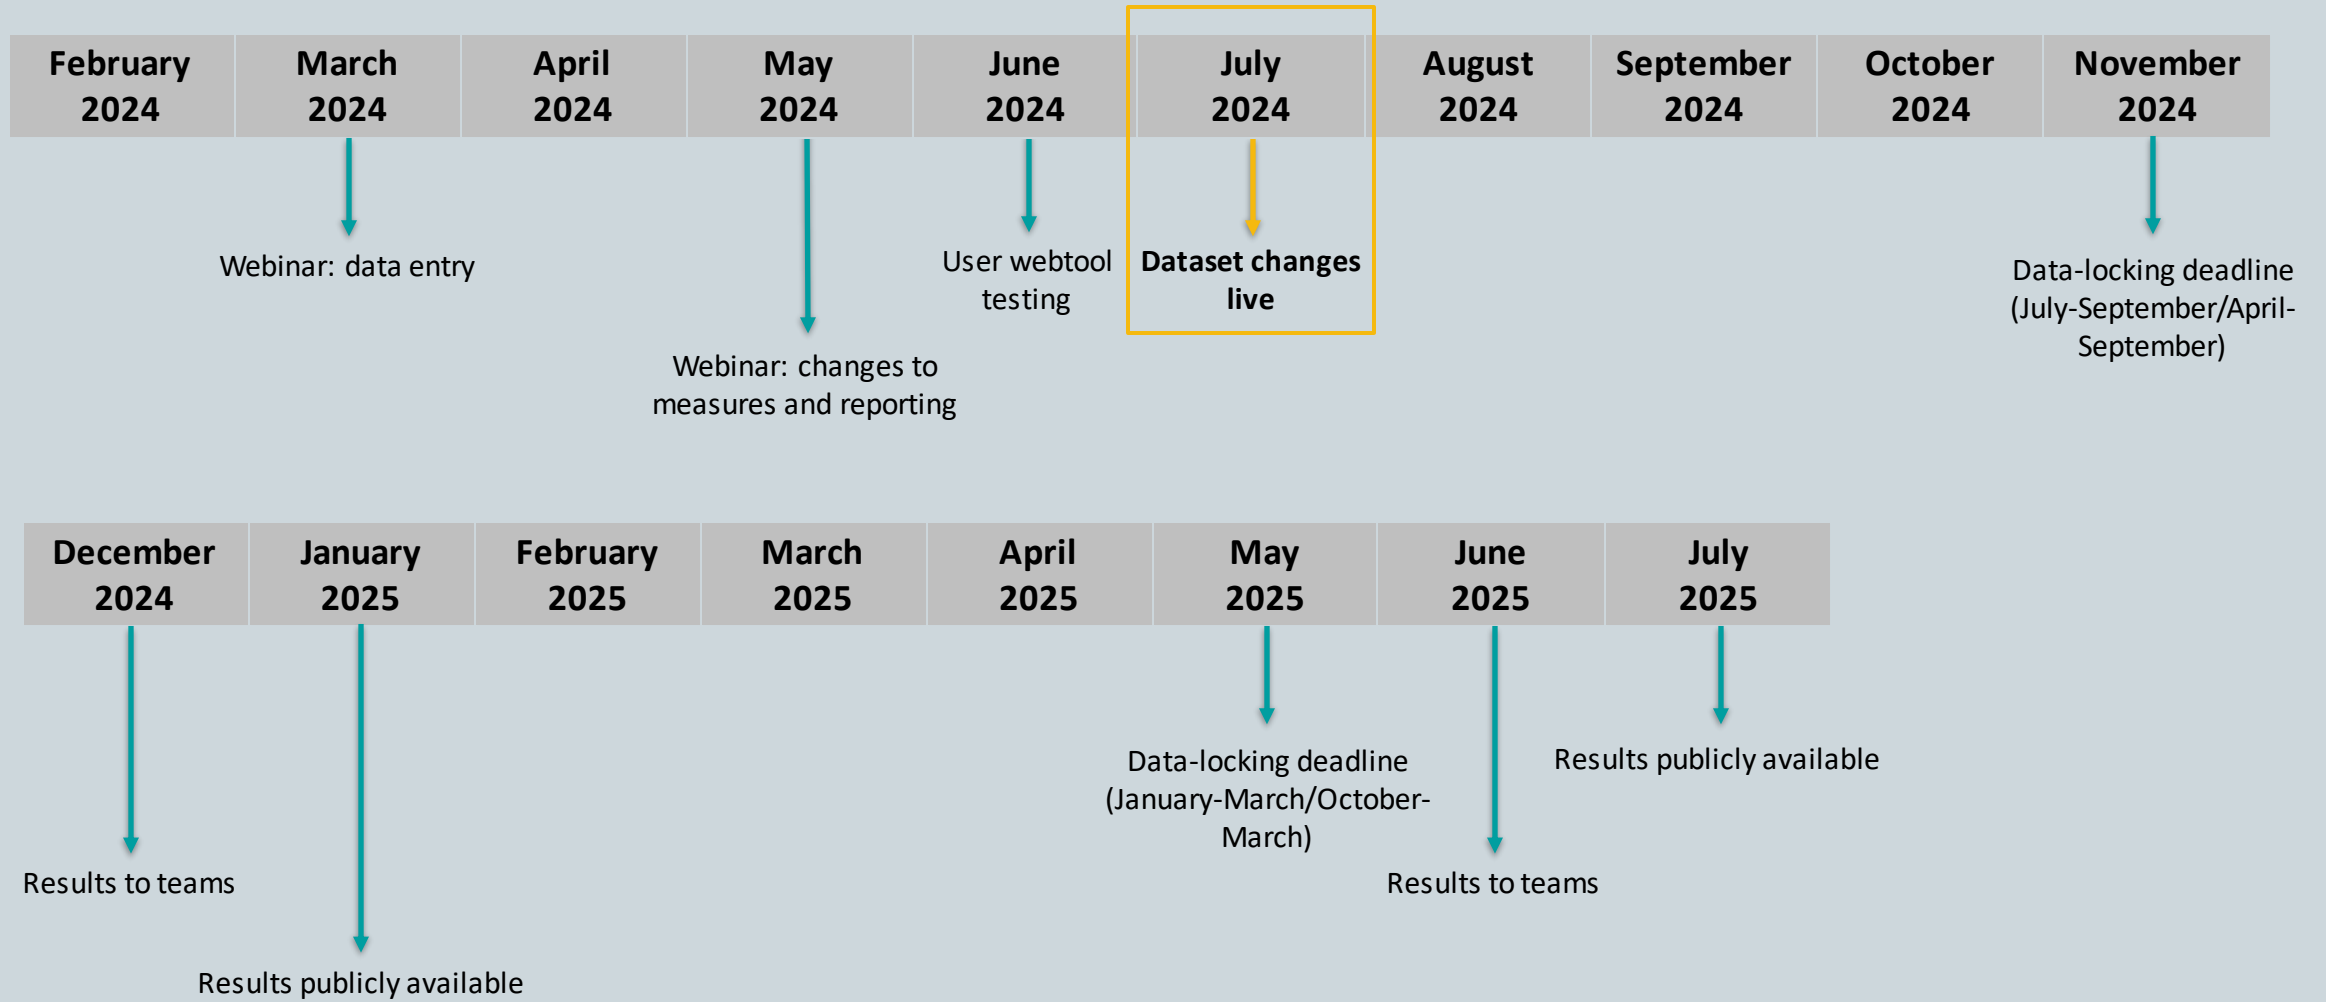 February
2024
March
2024
April
2024
May
2024
June
2024
July
2024
August
2024
September
2024
October
2024
November
2024
Webinar: data entry
Webinar: changes to
measures and reporting
User webtool
testing
Dataset changes
live
Data-locking deadline
(July-September/April-
September)
December
2024
January
2025
February
2025
March
2025
April
2025
May
2025
June
2025
July
2025
Results to teams
Results publicly available
Data-locking deadline
(January-March/October-
March)
Results to teams
Results publicly available